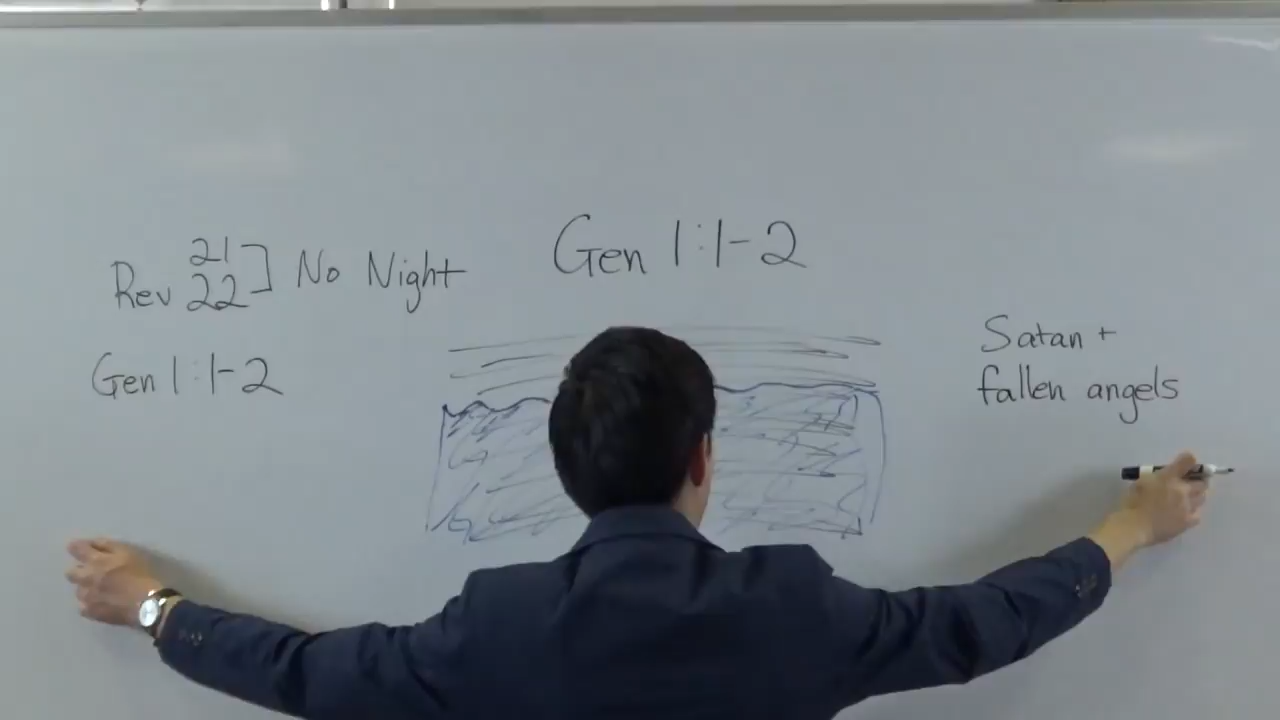 Gen 1:1-2
Rev 21
22] No Night
Gen 1:1-2
Satan +
fallen angels